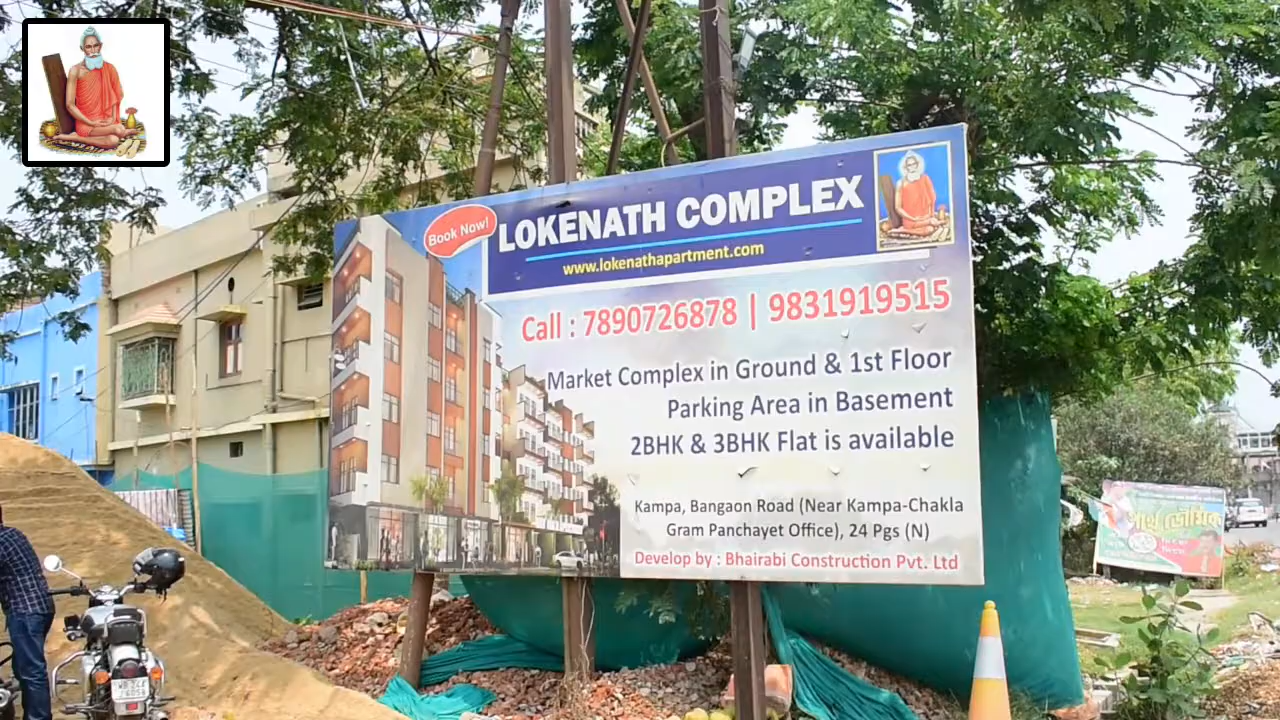 Book Now!
LOKENATH COMPLEX
www.lokenathapartment.com
Call : 7890726878 | 9831919515
Market Complex in Ground & 1st Floor
Parking Area in Basement
2BHK & 3BHK Flat is available
Kampa, Bangaon Road (Near Kampa-Chakla
Gram Panchayet Office), 24 Pgs (N)
Develop by : Bhairabi Construction Pvt. Ltd